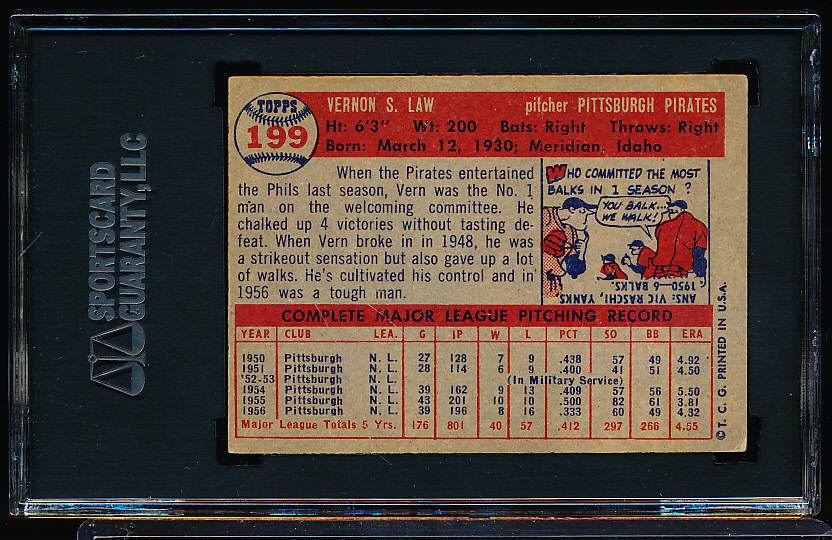 SPORTSCARD
GUARANTY, LLC
TOPPS
199
VERNON S. LAW pitcher PITTSBURGH PIRATES
Ht: 6'3" Wt: 200 Bats: Right Throws: Right
Born: March 12, 1930; Meridian, Idaho
When the Pirates entertained
the Phils last season, Vern was the No. 1
man on the welcoming committee. He
chalked up 4 victories without tasting de-
feat. When Vern broke in in 1948, he was
a strikeout sensation but also gave up a lot
of walks. He's cultivated his control and in
1956 was a tough man.
WHO COMMITTED THE MOST
BALKS IN 1 SEASON ?
YOU BALK...
WE WALK!
ANS: VIC RASCHI, YANKS
1950-6 BALKS.
COMPLETE MAJOR LEAGUE PITCHING RECORD
YEAR CLUB LEA. G IP W L PCT SO BB ERA
1950 Pittsburgh N. L. 27 128 7 9 .438 57 49 4.92
1951 Pittsburgh N. L. 28 114 6 9 .400 41 51 4.50
'52-53 Pittsburgh N. L. (In Military Service)
1954 Pittsburgh N. L. 39 162 9 13 .409 57 56 5.50
1955 Pittsburgh N. L. 43 201 10 10 .500 82 61 3.81
1956 Pittsburgh N. L. 39 196 8 16 .333 60 49 4.32
Major League Totals 5 Yrs. 176 801 40 57 .412 297 266 4.55
©T. C. G. PRINTED IN U.S.A.